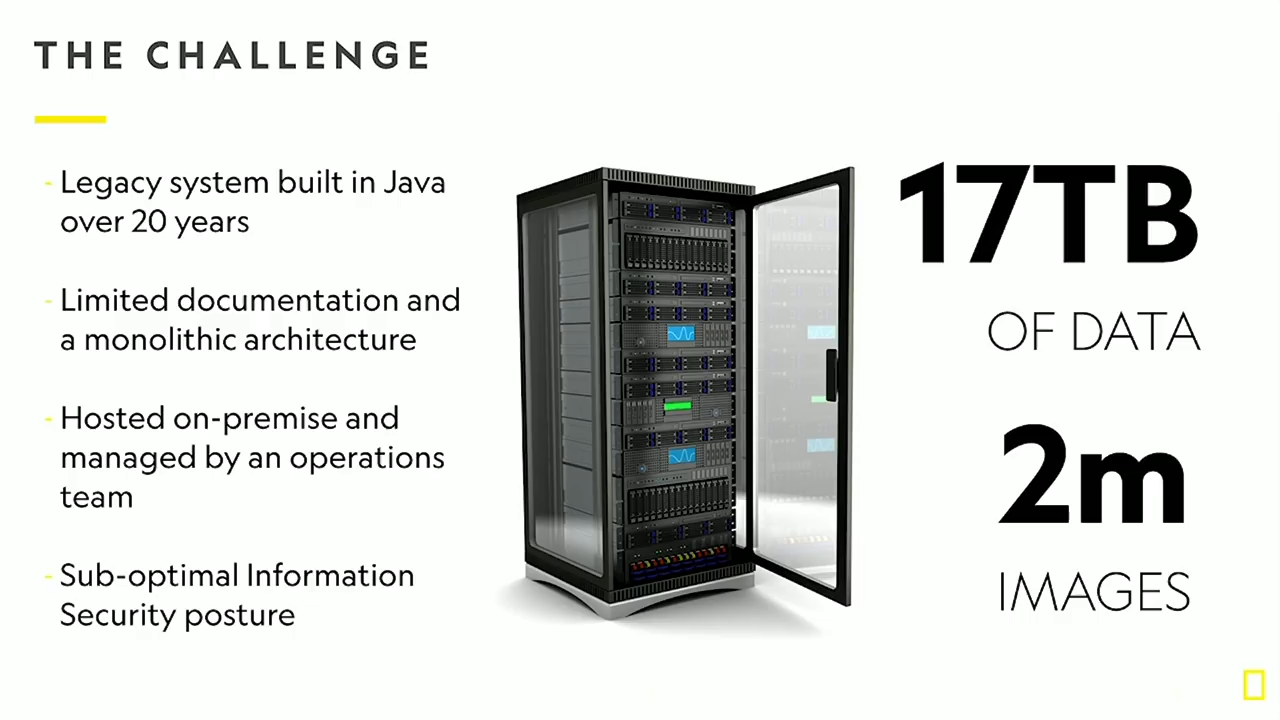 THE CHALLENGE
- Legacy system built in Java
over 20 years
- Limited documentation and
a monolithic architecture
- Hosted on-premise and
managed by an operations
team
- Sub-optimal Information
Security posture
17TB
OF DATA
2m
IMAGES